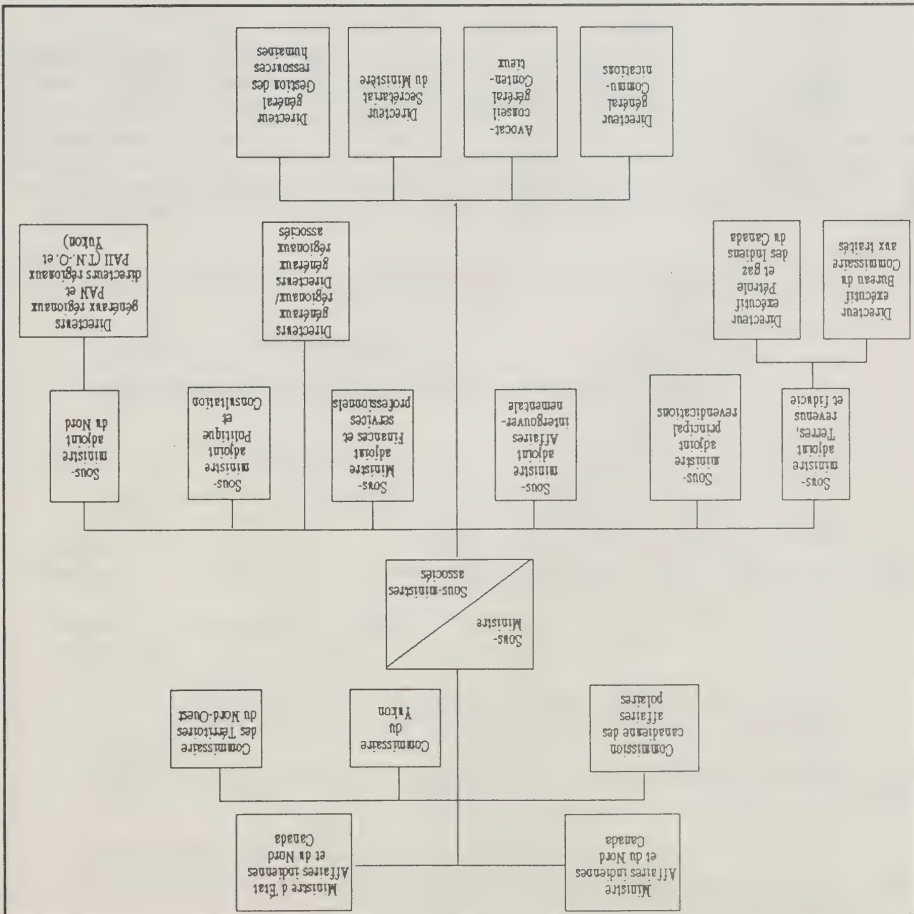 Ministre
Affaires indiennes
et du Nord
Canada
Ministre d'État
Affaires indiennes
et du Nord
Canada
Commission
canadienne des
affaires
polaires
Commissaire
du
Yukon
Commissaire
des Térritoires
du Nord-Ouest
Sous-
Ministre
Sous-ministres
associés
Sous-
ministre
adjoint
Terres,
revenus
et fiducie
Sous-
ministre
adjoint
principal
revendications
Sous-
ministre
adjoint
Affaires
intergouver-
nementale
Sous-
Ministre
adjoint
Finances et
services
professionnels
Sous-
ministre
adjoint
Politique
et
Consultation
Sous-
ministre
adjoint
du Nord
Directeur
exécutif
Bureau du
Commissaire
aux traités
Directeur
exécutif
Pétrole
et gaz
des Indiens
du Canada
Directeurs
généraux
régionaux/
Directeurs
généraux
régionaux
associés
Directeurs
généraux régionaux
PAN et
directeurs régionaux
PAII (T.N.-O. et
Yukon)
Directeur
général
Commu-
nications
Avocat-
conseil
général
Conten-
tieux
Directeur
Secrétariat
du Ministère
Directeur
général
Gestion des
ressources
humaines